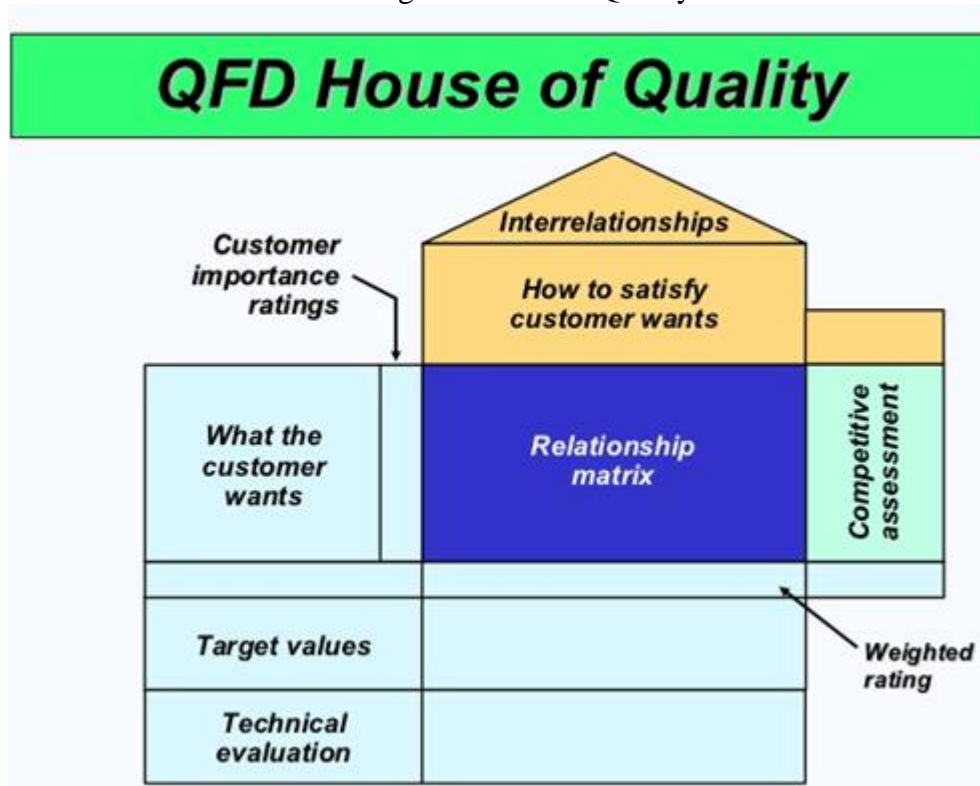 QFD House of Quality
Interrelationships
Customer
importance
ratings
How to satisfy
customer wants
What the
customer
wants
Relationship
matrix
Competitive
assessment
Target values
Weighted
rating
Technical
evaluation